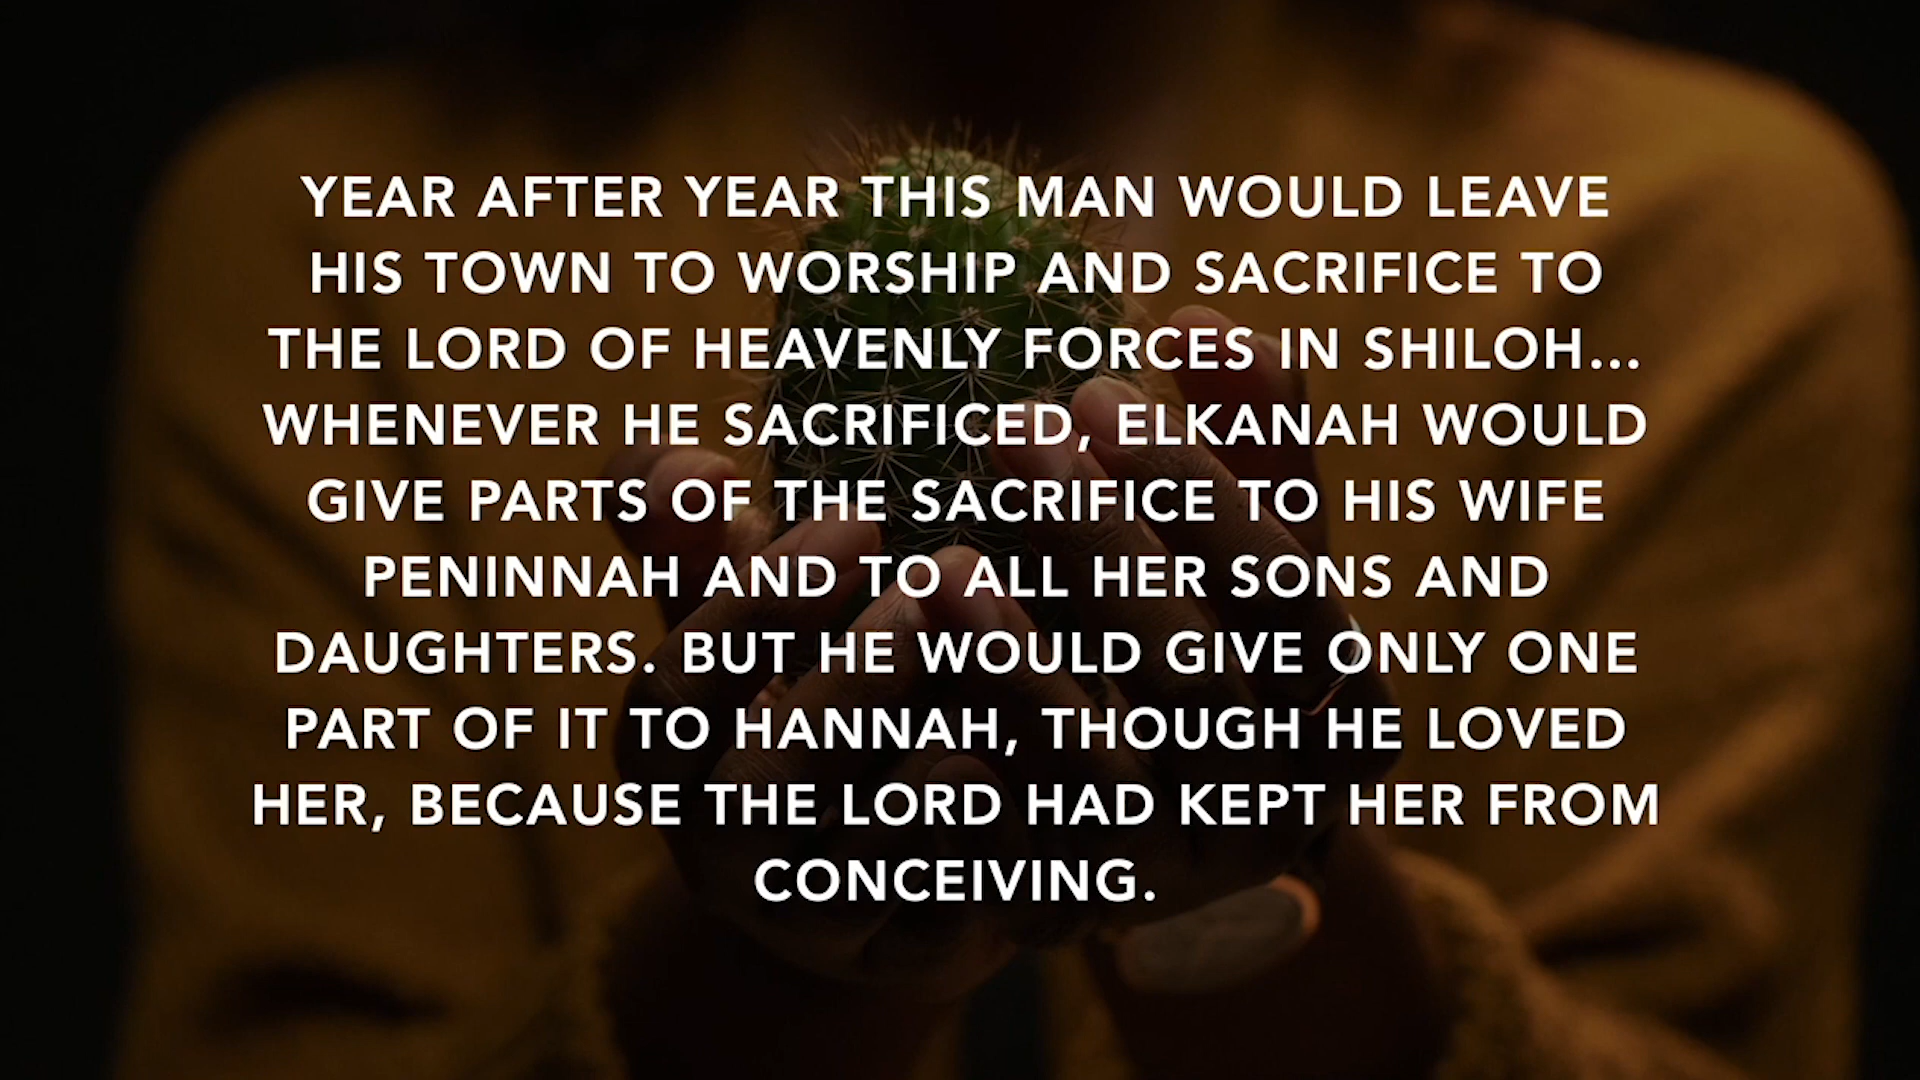 YEAR AFTER YEAR THIS MAN WOULD LEAVE
HIS TOWN TO WORSHIP AND SACRIFICE TO
THE LORD OF HEAVENLY FORCES IN SHILOH...
WHENEVER HE SACRIFICED, ELKANAH WOULD
GIVE PARTS OF THE SACRIFICE TO HIS WIFE
PENINNAH AND TO ALL HER SONS AND
DAUGHTERS. BUT HE WOULD GIVE ONLY ONE
PART OF IT TO HANNAH, THOUGH HE LOVED
HER, BECAUSE THE LORD HAD KEPT HER FROM
CONCEIVING.